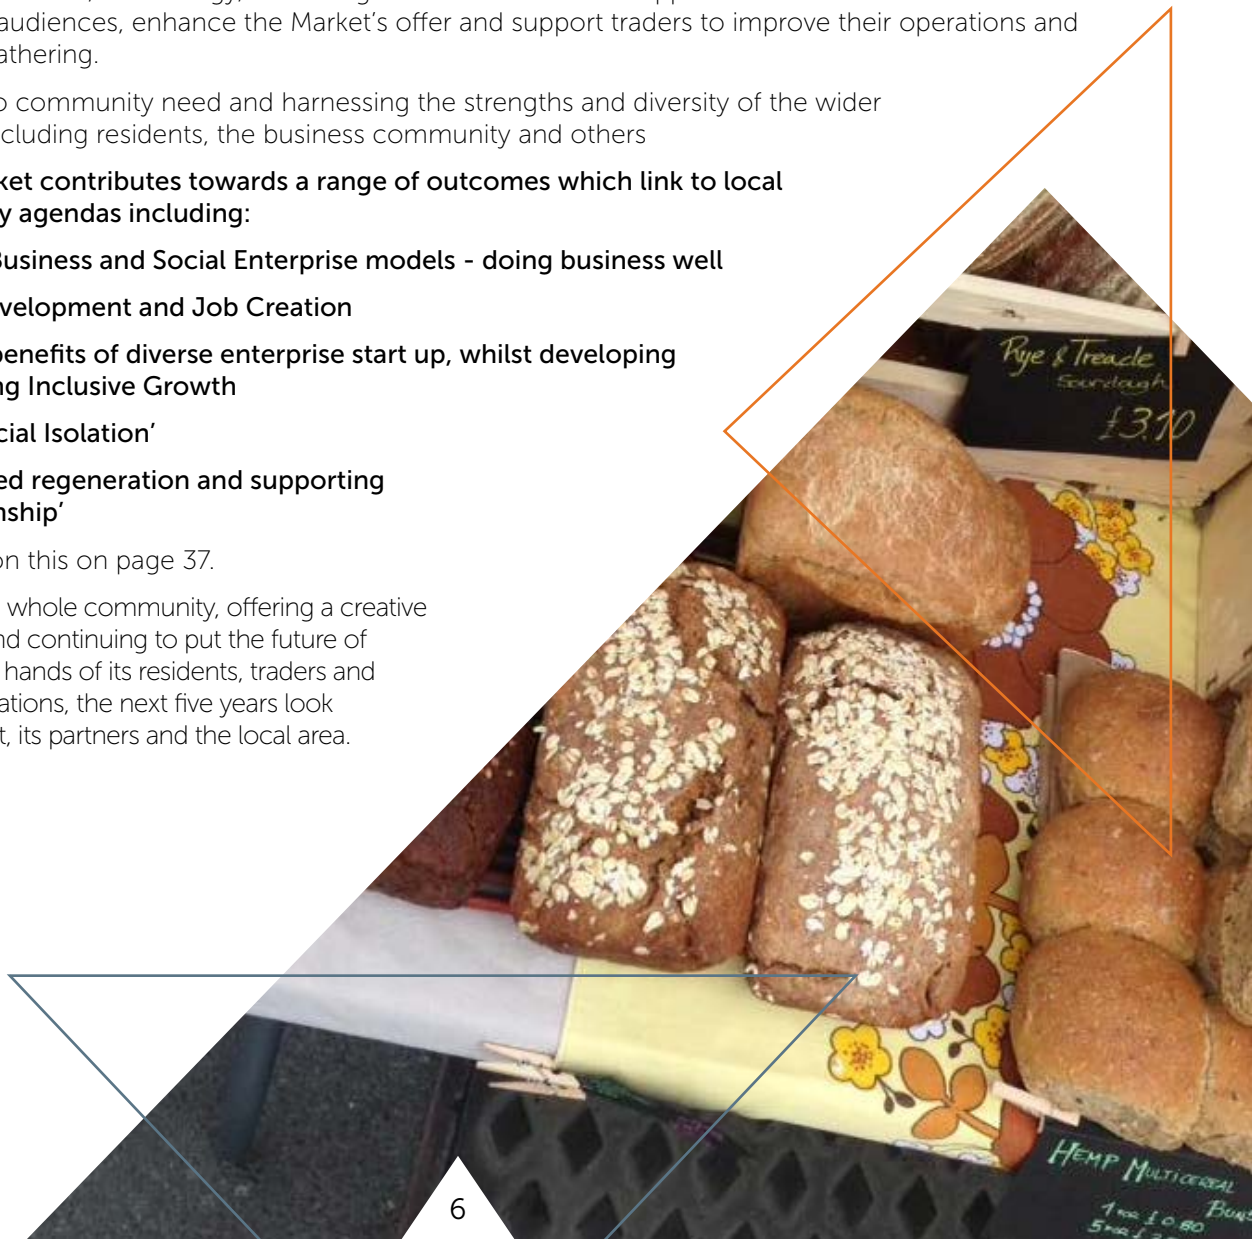 audiences, enhance the Market’s offer and support traders to improve their operations and
athering.
o community need and harnessing the strengths and diversity of the wider
cluding residents, the business community and others
ket contributes towards a range of outcomes which link to local
y agendas including:
Business and Social Enterprise models - doing business well
velopment and Job Creation
benefits of diverse enterprise start up, whilst developing
ng Inclusive Growth
cial Isolation’
ed regeneration and supporting
nship’
on this on page 37.
whole community, offering a creative
nd continuing to put the future of
hands of its residents, traders and
ations, the next five years look
t, its partners and the local area.
Rye & Treacle
Sourdough
£3.10
HEMP MULTICEREAL
BUNS
1 FOR £0.80
5 FOR
6